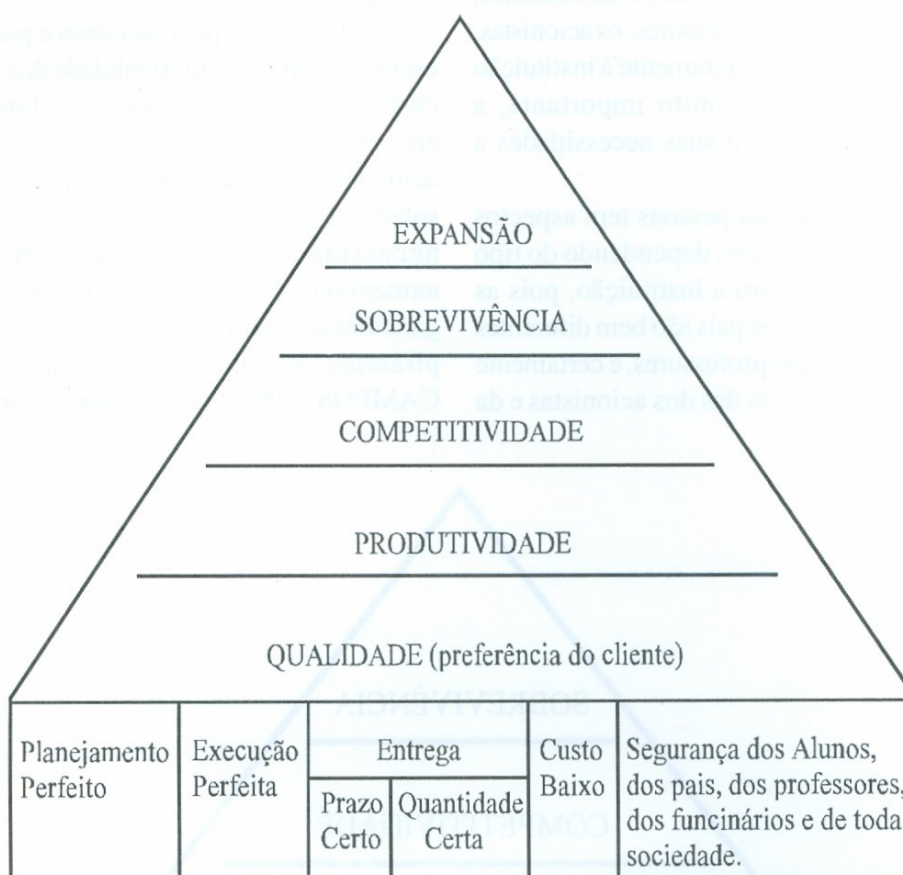 EXPANSÃO
SOBREVIVÊNCIA
COMPETITIVIDADE
PRODUTIVIDADE
QUALIDADE (preferência do cliente)
Planejamento
Perfeito
Execução
Perfeita
Entrega
Prazo
Certo
Quantidade
Certa
Custo
Baixo
Segurança dos Alunos,
dos pais, dos professores,
dos funçinários e de toda
sociedade.